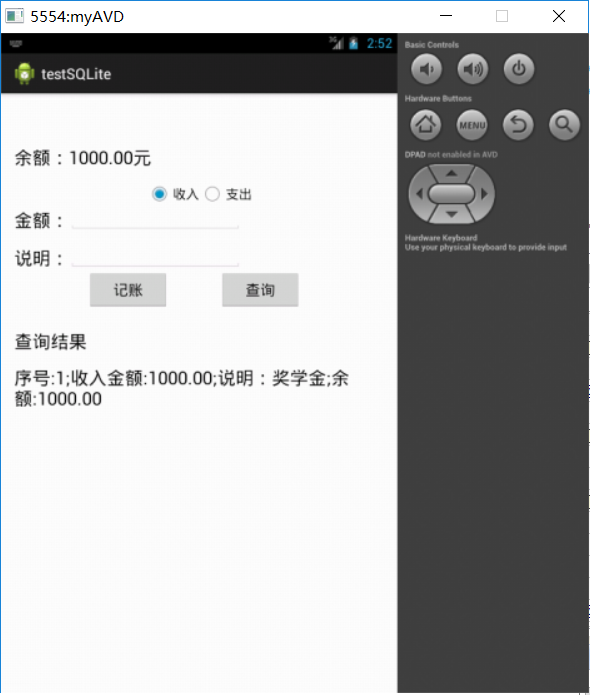 5554:myAVD
3G 2:52
testSQLite
余额：1000.00元
收入 支出
金额：
说明：
记账 查询
查询结果
序号:1;收入金额:1000.00;说明：奖学金;余
额:1000.00
Basic Controls
Hardware Buttons
MENU
DPAD not enabled in AVD
Hardware Keyboard
Use your physical keyboard to provide input